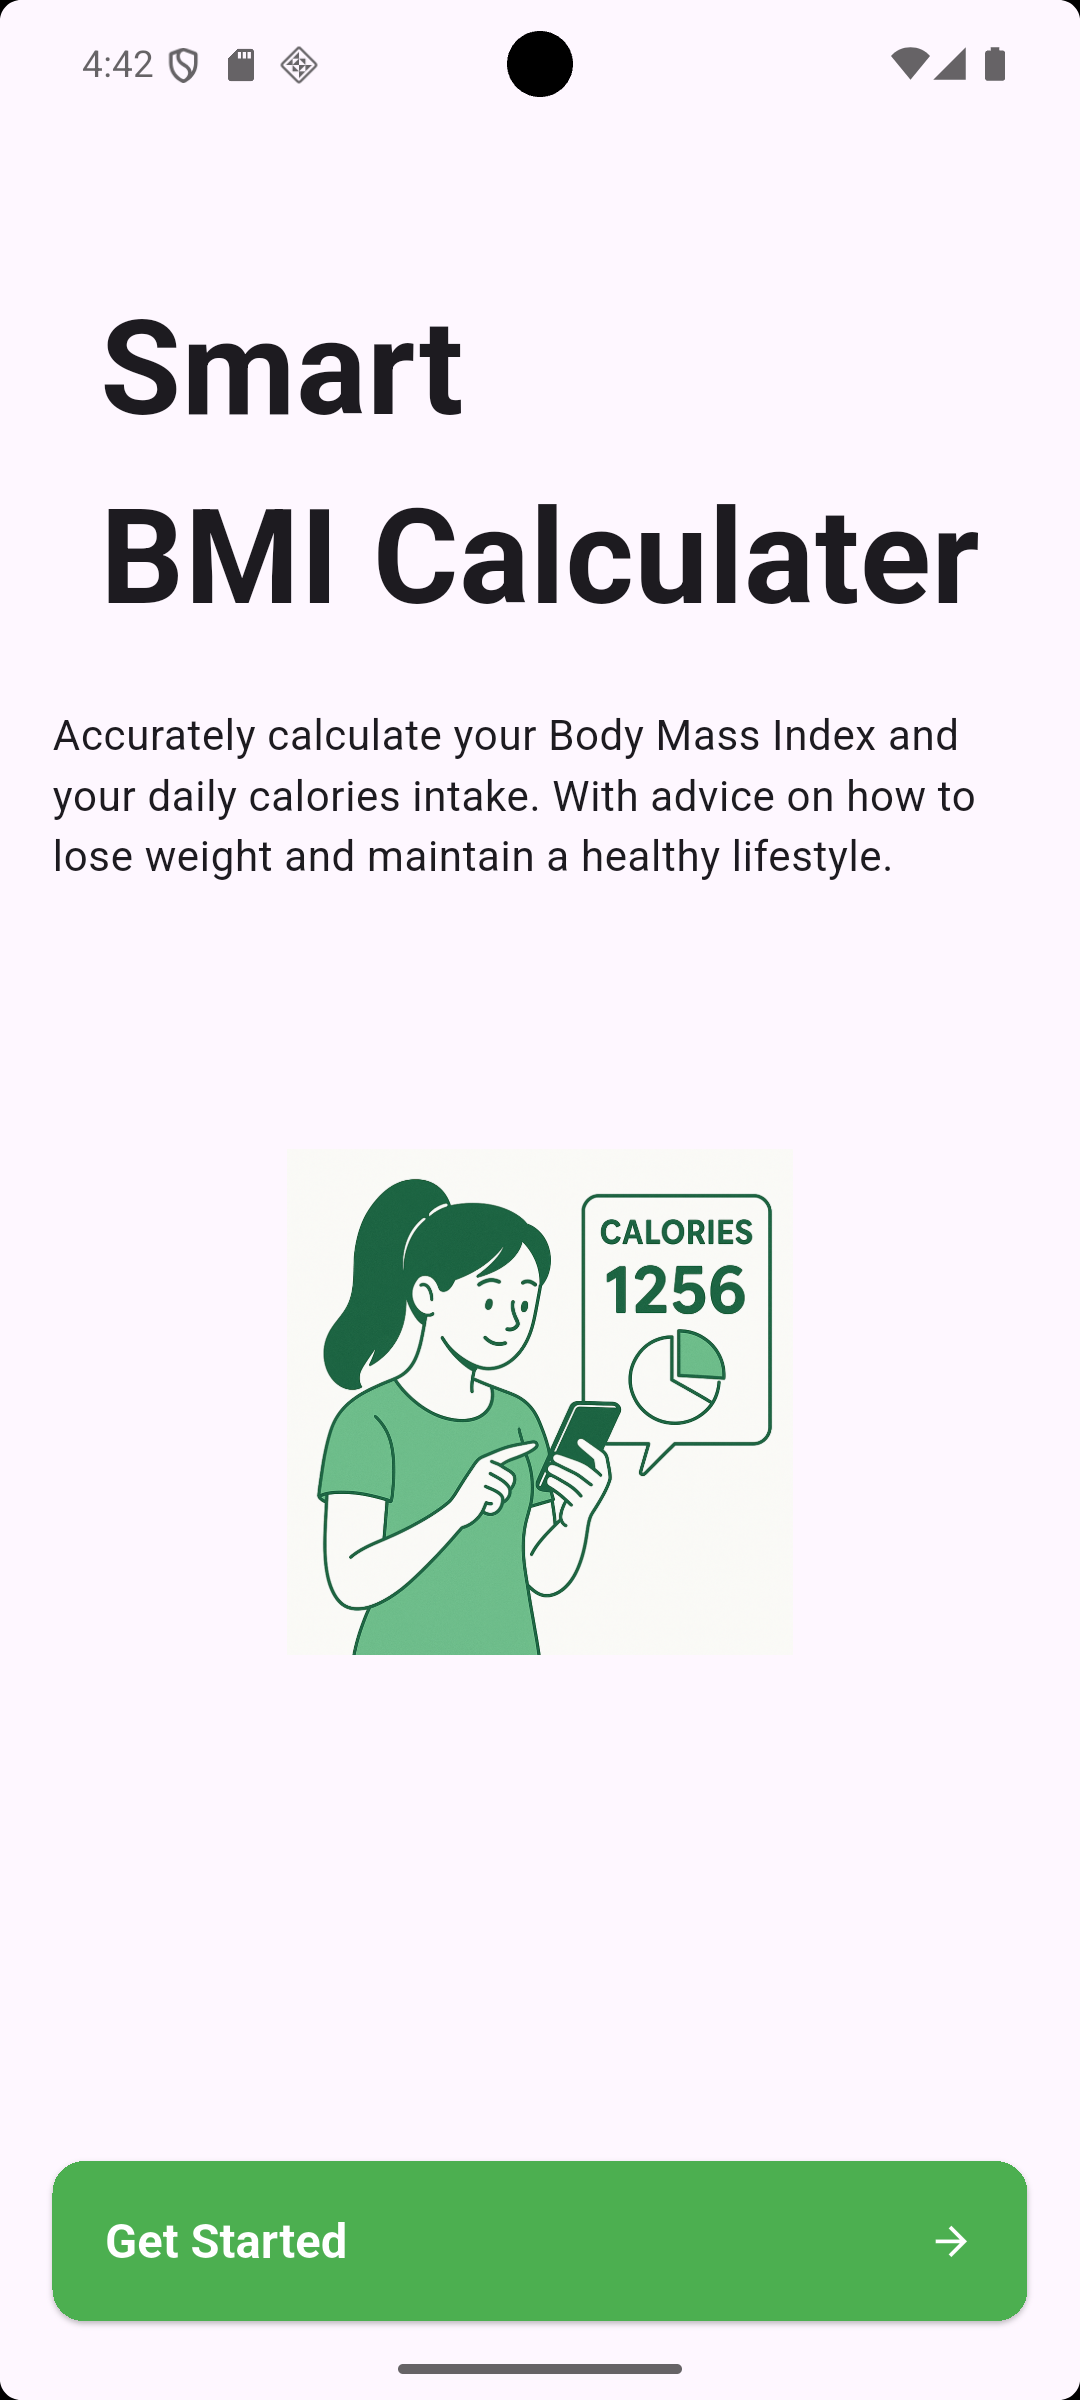 4:42
Smart
BMI Calculater
Accurately calculate your Body Mass Index and
your daily calories intake. With advice on how to
lose weight and maintain a healthy lifestyle.
CALORIES
1256
Get Started